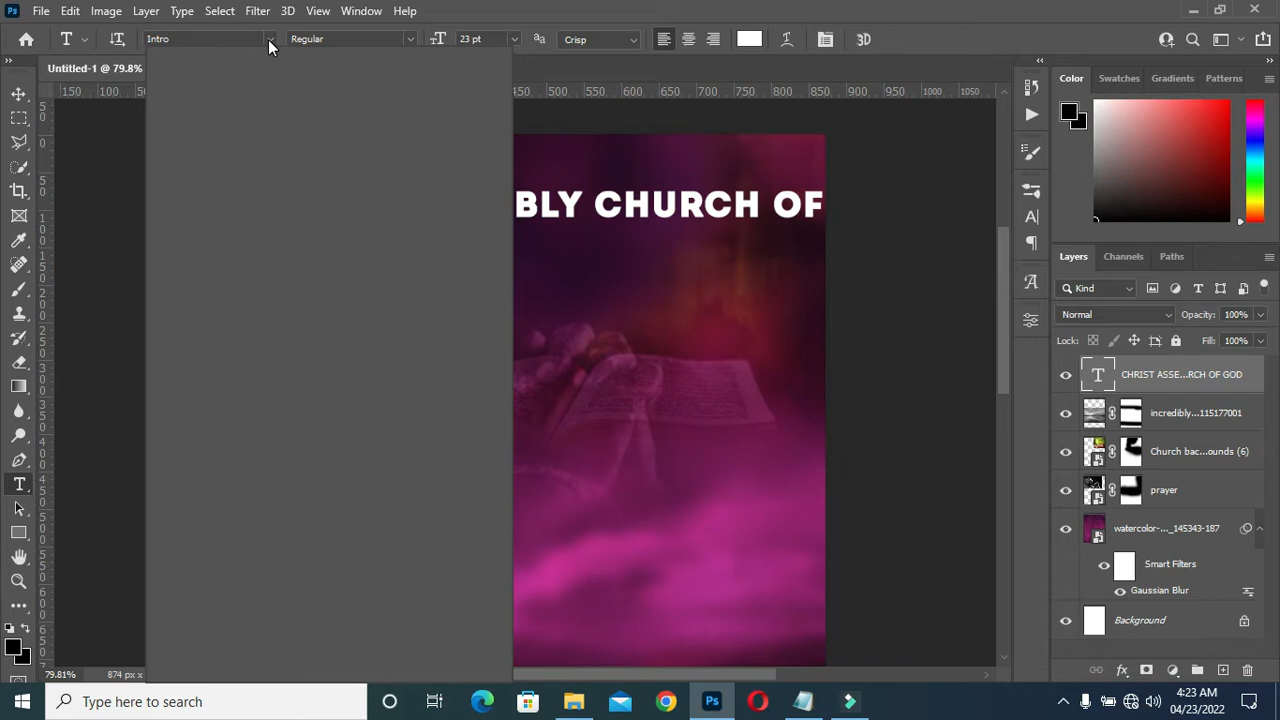 Ps File Edit Image Layer Type Select Filter 3D View Window Help
T Intro Regular 23 pt Crisp 3D
Untitled-1 @ 79.8%
150 100 50 450 500 550 600 650 700 750 800 850 900 950 1000 1050
BLY CHURCH OF
Color Swatches Gradients Patterns
Layers Channels Paths
Kind
Normal Opacity: 100%
Lock: Fill: 100%
T CHRIST ASSE...RCH OF GOD
incredibly...115177001
Church bac...ounds (6)
prayer
watercolor-..._145343-187
Smart Filters
Gaussian Blur
Background
79.81% 874 px x
Type here to search
4:23 AM
04/23/2022